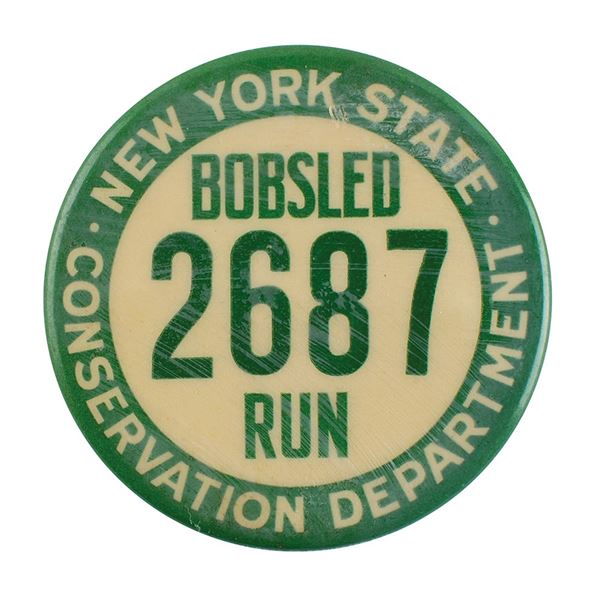 · NEW YORK STATE ·
BOBSLED
2687
RUN
CONSERVATION DEPARTMENT